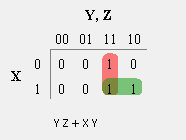 Y, Z
00 01 11 10
X
0 0 0 1 0
1 0 0 1 1
Y Z + X Y